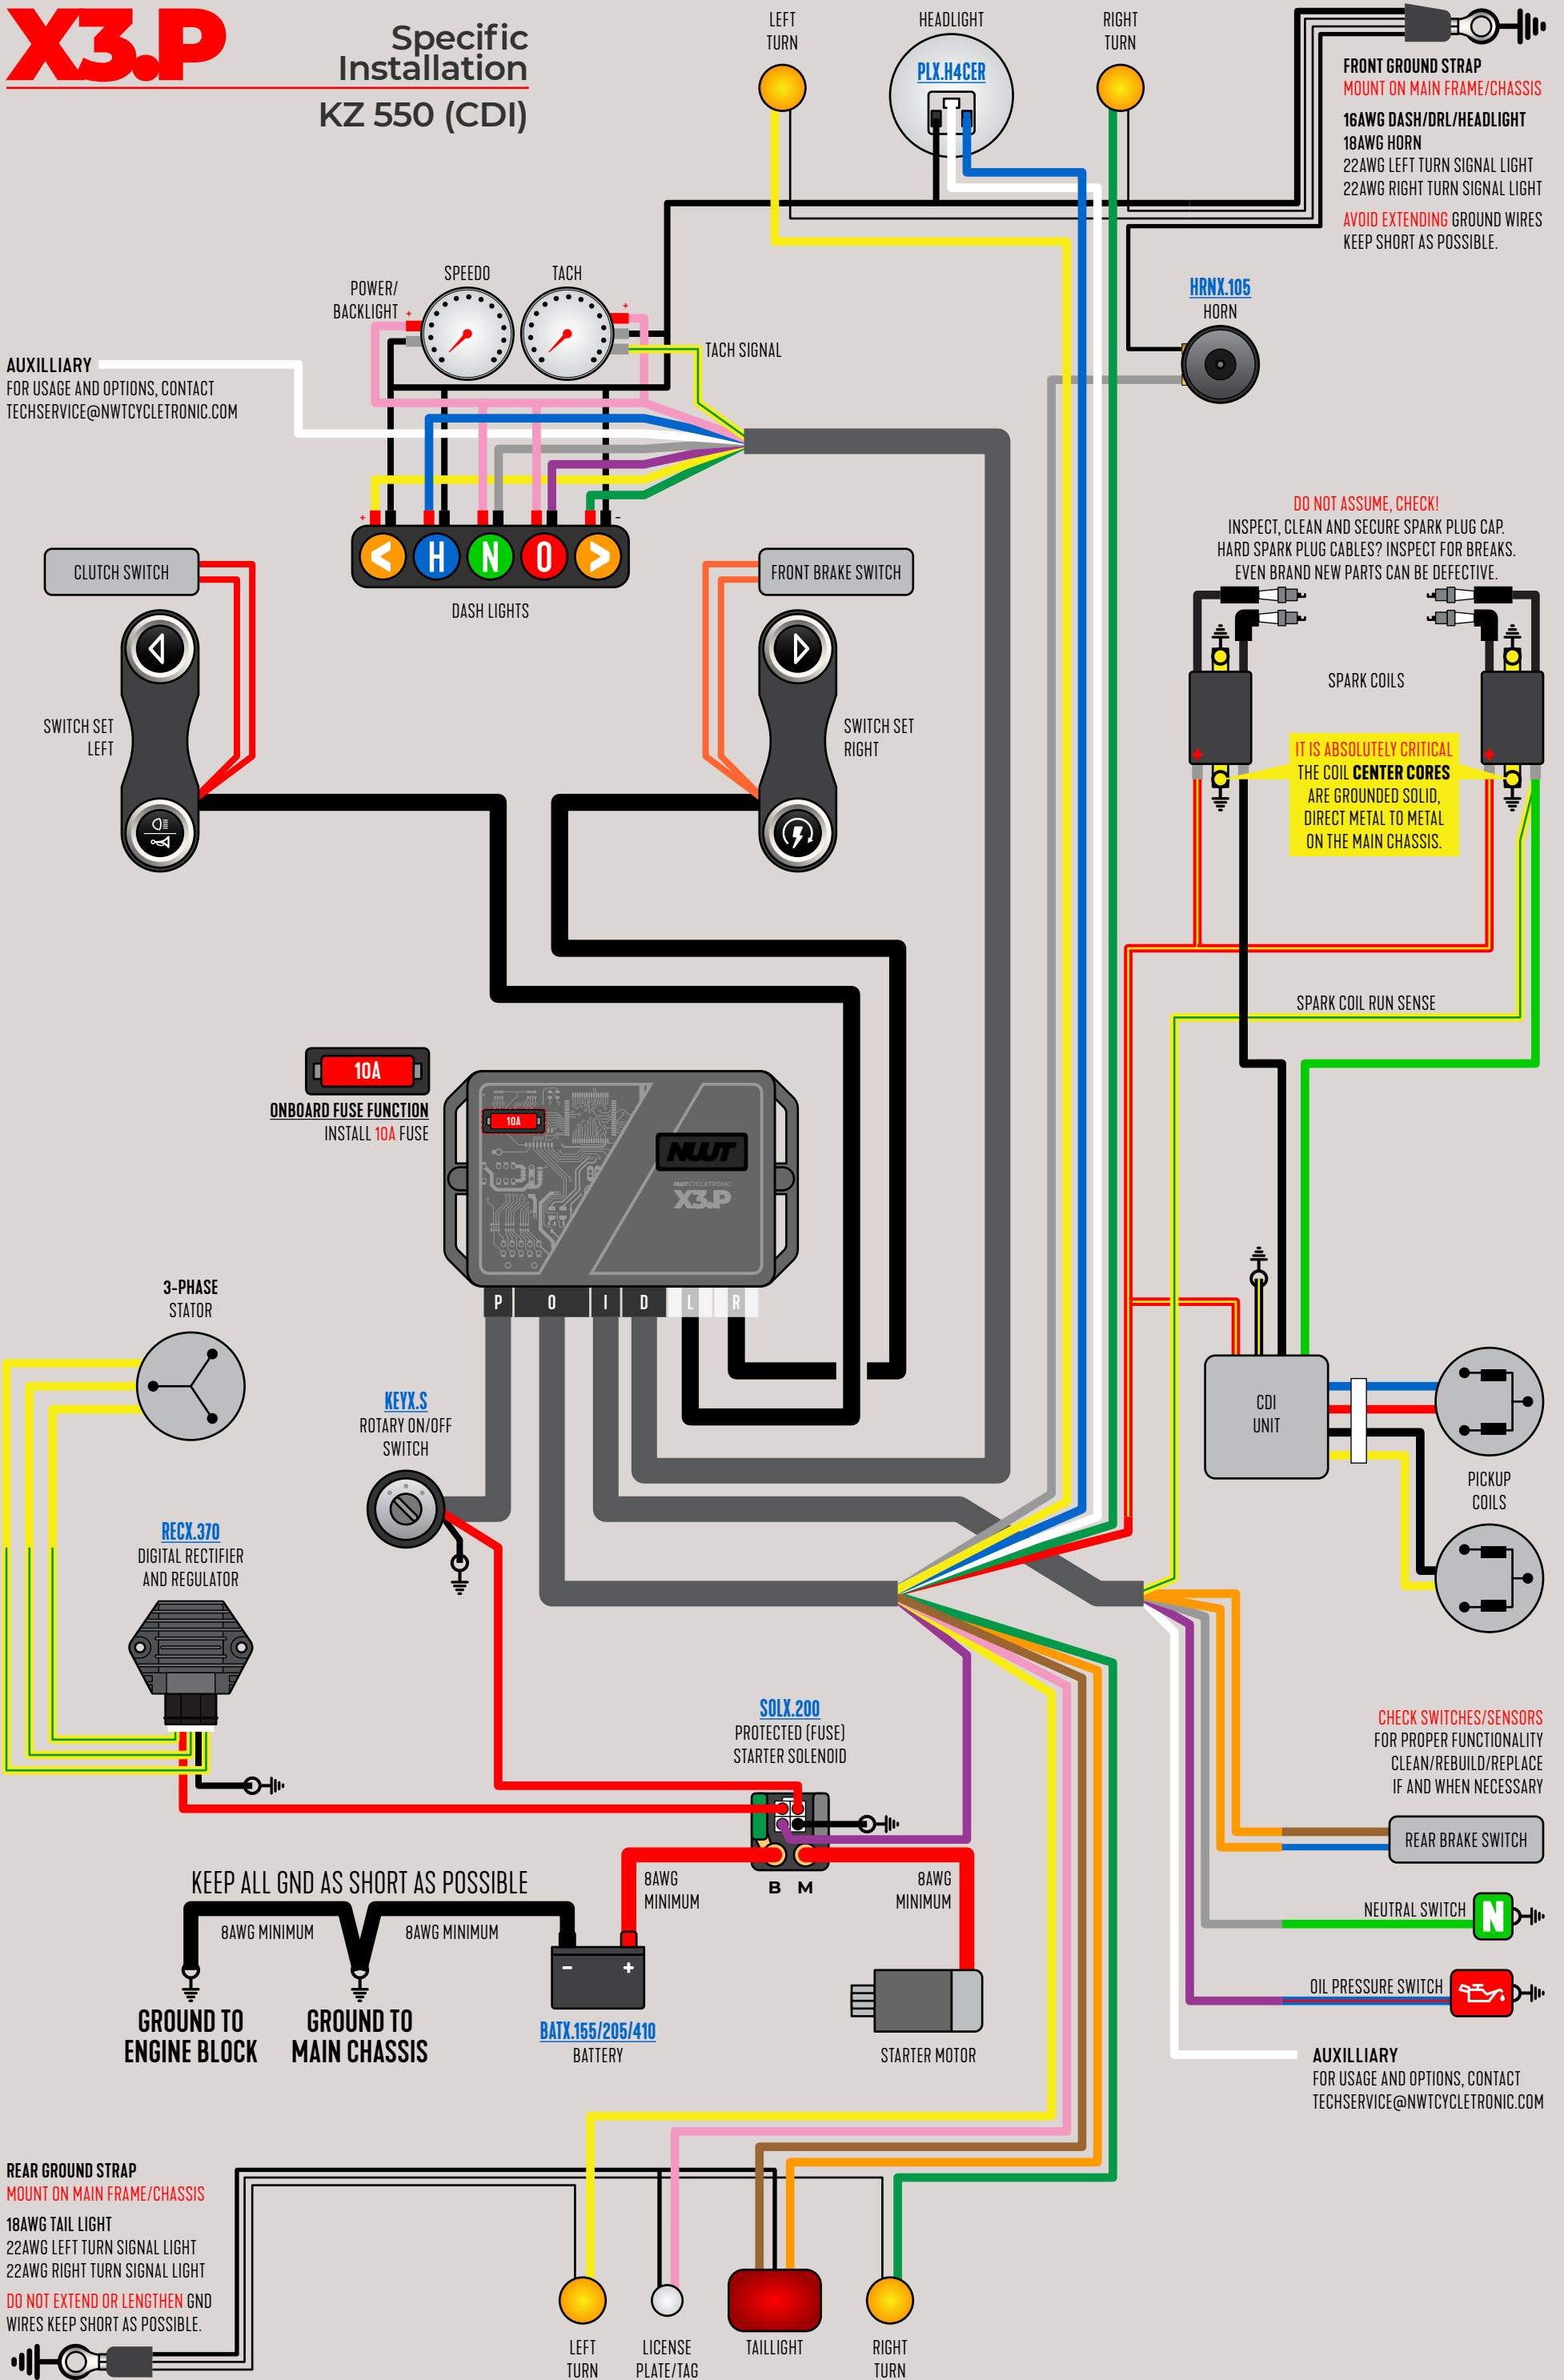 X3.P
Specific
Installation
KZ 550 (CDI)
LEFT
TURN
HEADLIGHT
PLX.H4CER
RIGHT
TURN
FRONT GROUND STRAP
MOUNT ON MAIN FRAME/CHASSIS
16AWG DASH/DRL/HEADLIGHT
18AWG HORN
22AWG LEFT TURN SIGNAL LIGHT
22AWG RIGHT TURN SIGNAL LIGHT
AVOID EXTENDING GROUND WIRES
KEEP SHORT AS POSSIBLE.
SPEEDO
TACH
POWER/
BACKLIGHT
+
+
TACH SIGNAL
HRNX.105
HORN
AUXILLIARY
FOR USAGE AND OPTIONS, CONTACT
TECHSERVICE@NWTCYCLETRONIC.COM
+
–
< H N O >
DASH LIGHTS
CLUTCH SWITCH
FRONT BRAKE SWITCH
SWITCH SET
LEFT
SWITCH SET
RIGHT
DO NOT ASSUME, CHECK!
INSPECT, CLEAN AND SECURE SPARK PLUG CAP.
HARD SPARK PLUG CABLES? INSPECT FOR BREAKS.
EVEN BRAND NEW PARTS CAN BE DEFECTIVE.
SPARK COILS
+
+
IT IS ABSOLUTELY CRITICAL
THE COIL CENTER CORES
ARE GROUNDED SOLID,
DIRECT METAL TO METAL
ON THE MAIN CHASSIS.
SPARK COIL RUN SENSE
10A
ONBOARD FUSE FUNCTION
INSTALL 10A FUSE
10A
NWT
NWT CYCLETRONIC
X3.P
P O I D L R
3-PHASE
STATOR
KEYX.S
ROTARY ON/OFF
SWITCH
CDI
UNIT
PICKUP
COILS
RECX.370
DIGITAL RECTIFIER
AND REGULATOR
SOLX.200
PROTECTED (FUSE)
STARTER SOLENOID
B M
8AWG
MINIMUM
8AWG
MINIMUM
CHECK SWITCHES/SENSORS
FOR PROPER FUNCTIONALITY
CLEAN/REBUILD/REPLACE
IF AND WHEN NECESSARY
REAR BRAKE SWITCH
NEUTRAL SWITCH
N
OIL PRESSURE SWITCH
KEEP ALL GND AS SHORT AS POSSIBLE
8AWG MINIMUM
8AWG MINIMUM
GROUND TO
ENGINE BLOCK
GROUND TO
MAIN CHASSIS
– +
BATX.155/205/410
BATTERY
STARTER MOTOR
AUXILLIARY
FOR USAGE AND OPTIONS, CONTACT
TECHSERVICE@NWTCYCLETRONIC.COM
REAR GROUND STRAP
MOUNT ON MAIN FRAME/CHASSIS
18AWG TAIL LIGHT
22AWG LEFT TURN SIGNAL LIGHT
22AWG RIGHT TURN SIGNAL LIGHT
DO NOT EXTEND OR LENGTHEN GND
WIRES KEEP SHORT AS POSSIBLE.
LEFT
TURN
LICENSE
PLATE/TAG
TAILLIGHT
RIGHT
TURN